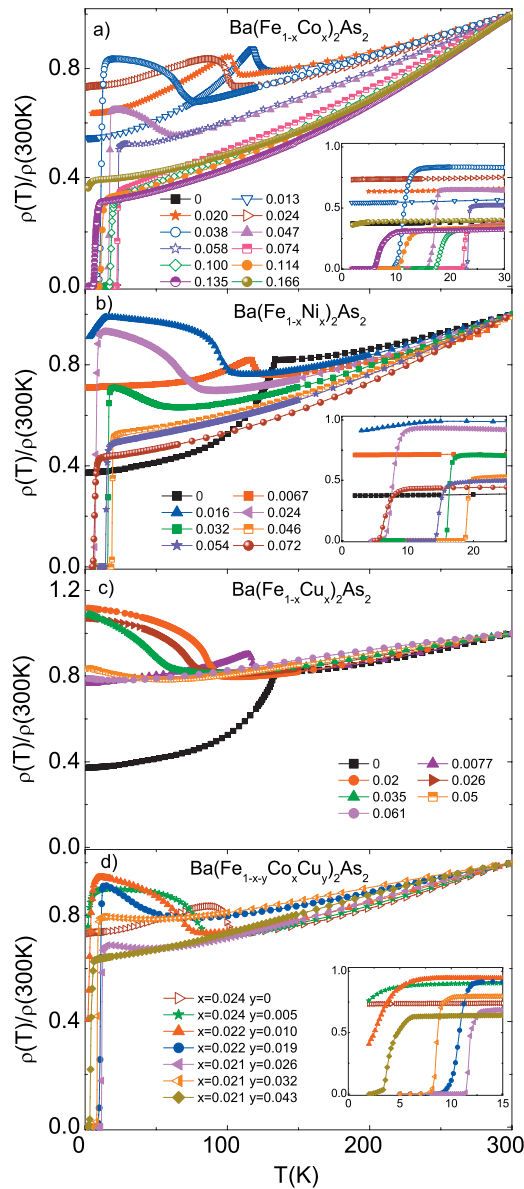 a) Ba(Fe1-xCox)2As2
0.8
0.4
0.0
ρ(T)/ρ(300K)
0 0.013
0.020 0.024
0.038 0.047
0.058 0.074
0.100 0.114
0.135 0.166
1.0
0.5
0.0
10 20 30
b) Ba(Fe1-xNix)2As2
0.8
0.4
0.0
ρ(T)/ρ(300K)
0 0.0067
0.016 0.024
0.032 0.046
0.054 0.072
1.0
0.5
0.0
10 20
c) Ba(Fe1-xCux)2As2
1.2
0.8
0.4
0.0
ρ(T)/ρ(300K)
0 0.0077
0.02 0.026
0.035 0.05
0.061
d) Ba(Fe1-x-yCoxCuy)2As2
0.8
0.4
0.0
ρ(T)/ρ(300K)
x=0.024 y=0
x=0.024 y=0.005
x=0.022 y=0.010
x=0.022 y=0.019
x=0.021 y=0.026
x=0.021 y=0.032
x=0.021 y=0.043
1.0
0.5
0.0
0 5 10 15
0 100 200 300
T(K)